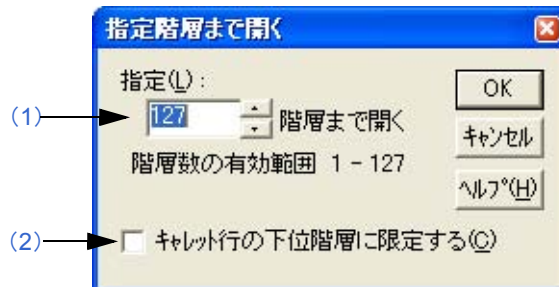 指定階層まで開く
指定(L):
(1) 127 階層まで開く
階層数の有効範囲 1 - 127
(2) キャレット行の下位階層に限定する(C)
OK
キャンセル
ヘルプ(H)